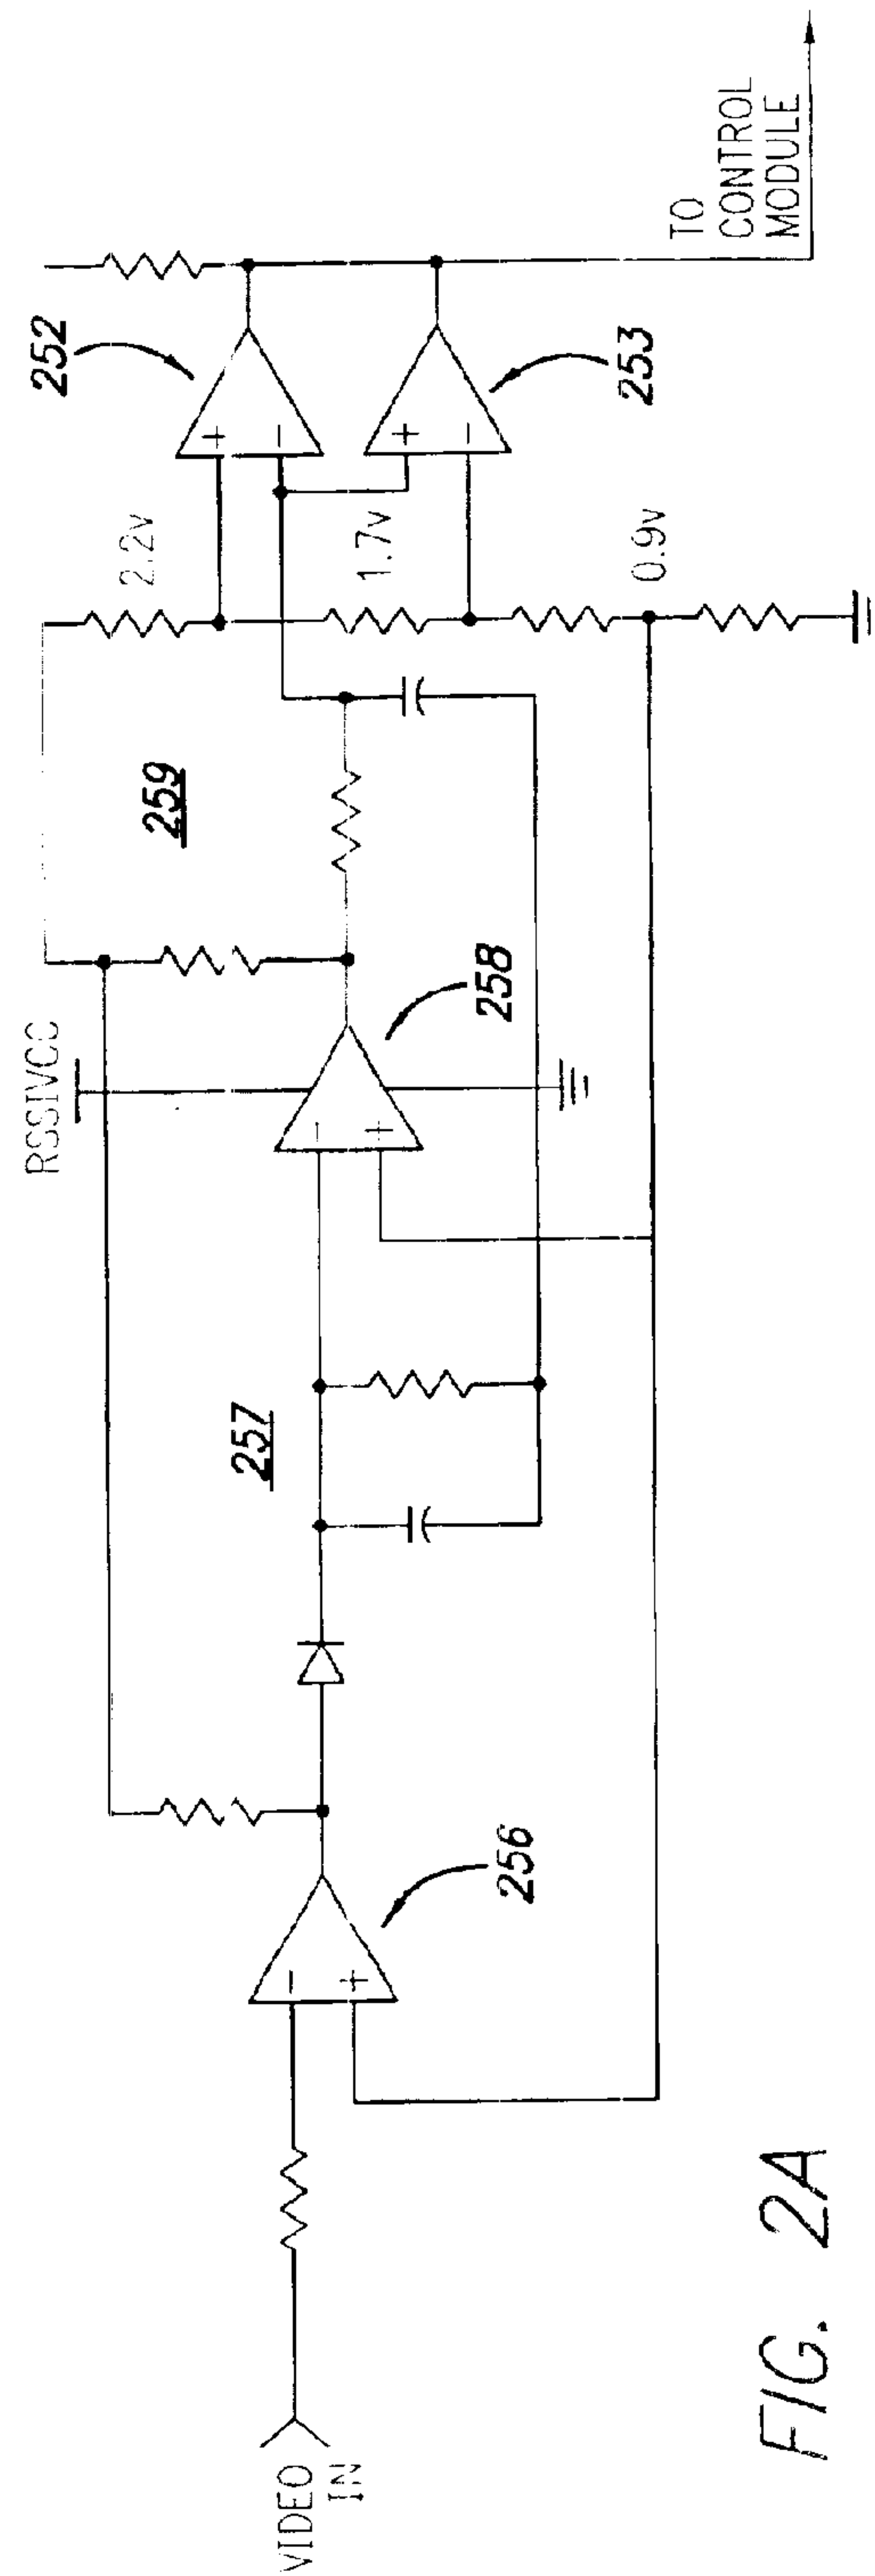 RSSIVCC
259
2.2v
252
257
258
1.7v
253
256
0.9v
VIDEO
IN
TO
CONTROL
MODULE
-
+
-
+
+
-
+
-
FIG. 2A